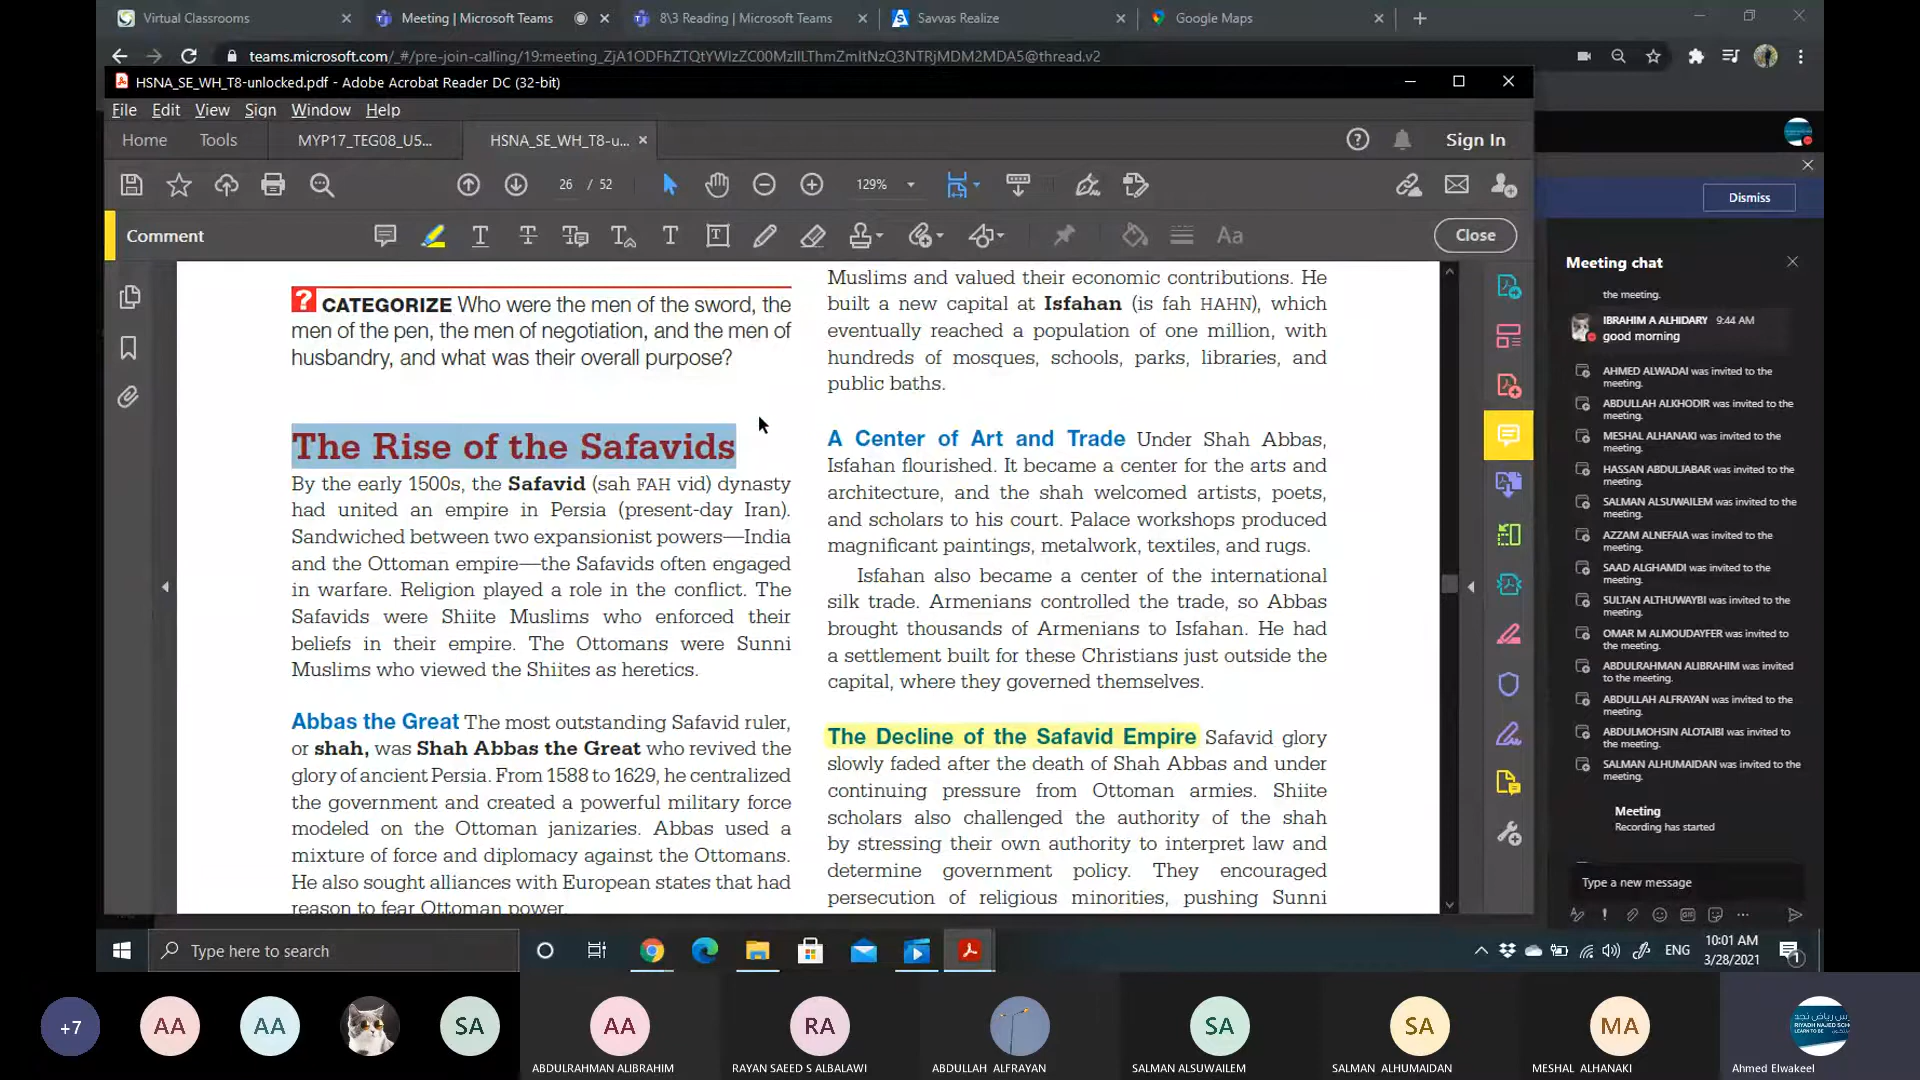 Virtual Classrooms
Meeting | Microsoft Teams
8\3 Reading | Microsoft Teams
Savvas Realize
Google Maps
HSNA_SE_WH_T8-unlocked.pdf - Adobe Acrobat Reader DC (32-bit)
File Edit View Sign Window Help
Home Tools MYP17_TEG08_U5... HSNA_SE_WH_T8-u...
Sign In
26 / 52
129%
Dismiss
Comment
Close
CATEGORIZE Who were the men of the sword, the
men of the pen, the men of negotiation, and the men of
husbandry, and what was their overall purpose?
The Rise of the Safavids
By the early 1500s, the Safavid (sah FAH vid) dynasty
had united an empire in Persia (present-day Iran).
Sandwiched between two expansionist powers—India
and the Ottoman empire—the Safavids often engaged
in warfare. Religion played a role in the conflict. The
Safavids were Shiite Muslims who enforced their
beliefs in their empire. The Ottomans were Sunni
Muslims who viewed the Shiites as heretics.
Abbas the Great The most outstanding Safavid ruler,
or shah, was Shah Abbas the Great who revived the
glory of ancient Persia. From 1588 to 1629, he centralized
the government and created a powerful military force
modeled on the Ottoman janizaries. Abbas used a
mixture of force and diplomacy against the Ottomans.
He also sought alliances with European states that had
reason to fear Ottoman power.
Muslims and valued their economic contributions. He
built a new capital at Isfahan (is fah HAHN), which
eventually reached a population of one million, with
hundreds of mosques, schools, parks, libraries, and
public baths.
A Center of Art and Trade Under Shah Abbas,
Isfahan flourished. It became a center for the arts and
architecture, and the shah welcomed artists, poets,
and scholars to his court. Palace workshops produced
magnificant paintings, metalwork, textiles, and rugs.
Isfahan also became a center of the international
silk trade. Armenians controlled the trade, so Abbas
brought thousands of Armenians to Isfahan. He had
a settlement built for these Christians just outside the
capital, where they governed themselves.
The Decline of the Safavid Empire Safavid glory
slowly faded after the death of Shah Abbas and under
continuing pressure from Ottoman armies. Shiite
scholars also challenged the authority of the shah
by stressing their own authority to interpret law and
determine government policy. They encouraged
persecution of religious minorities, pushing Sunni
Meeting chat
the meeting.
IBRAHIM A ALHIDARY 9:44 AM
good morning
AHMED ALWADAI was invited to the
meeting.
ABDULLAH ALKHODIR was invited to the
meeting.
MESHAL ALHANAKI was invited to the
meeting.
HASSAN ABDULJABAR was invited to the
meeting.
SALMAN ALSUWAILEM was invited to the
meeting.
AZZAM ALNEFAIA was invited to the
meeting.
SAAD ALGHAMDI was invited to the
meeting.
SULTAN ALTHUWAYBI was invited to the
meeting.
OMAR M ALMOUDAYFER was invited to the
meeting.
ABDULRAHMAN ALIBRAHIM was invited
to the meeting.
ABDULLAH ALFRAYAN was invited to the
meeting.
ABDULMOHSIN ALOTAIBI was invited to
the meeting.
SALMAN ALHUMAIDAN was invited to the
meeting.
Meeting
Recording has started
Type a new message
Type here to search
ENG
10:01 AM
3/28/2021
+7
AA
AA
SA
AA
RA
SA
SA
MA
ABDULRAHMAN ALIBRAHIM
RAYAN SAEED S ALBALAWI
ABDULLAH ALFRAYAN
SALMAN ALSUWAILEM
SALMAN ALHUMAIDAN
MESHAL ALHANAKI
Ahmed Elwakeel